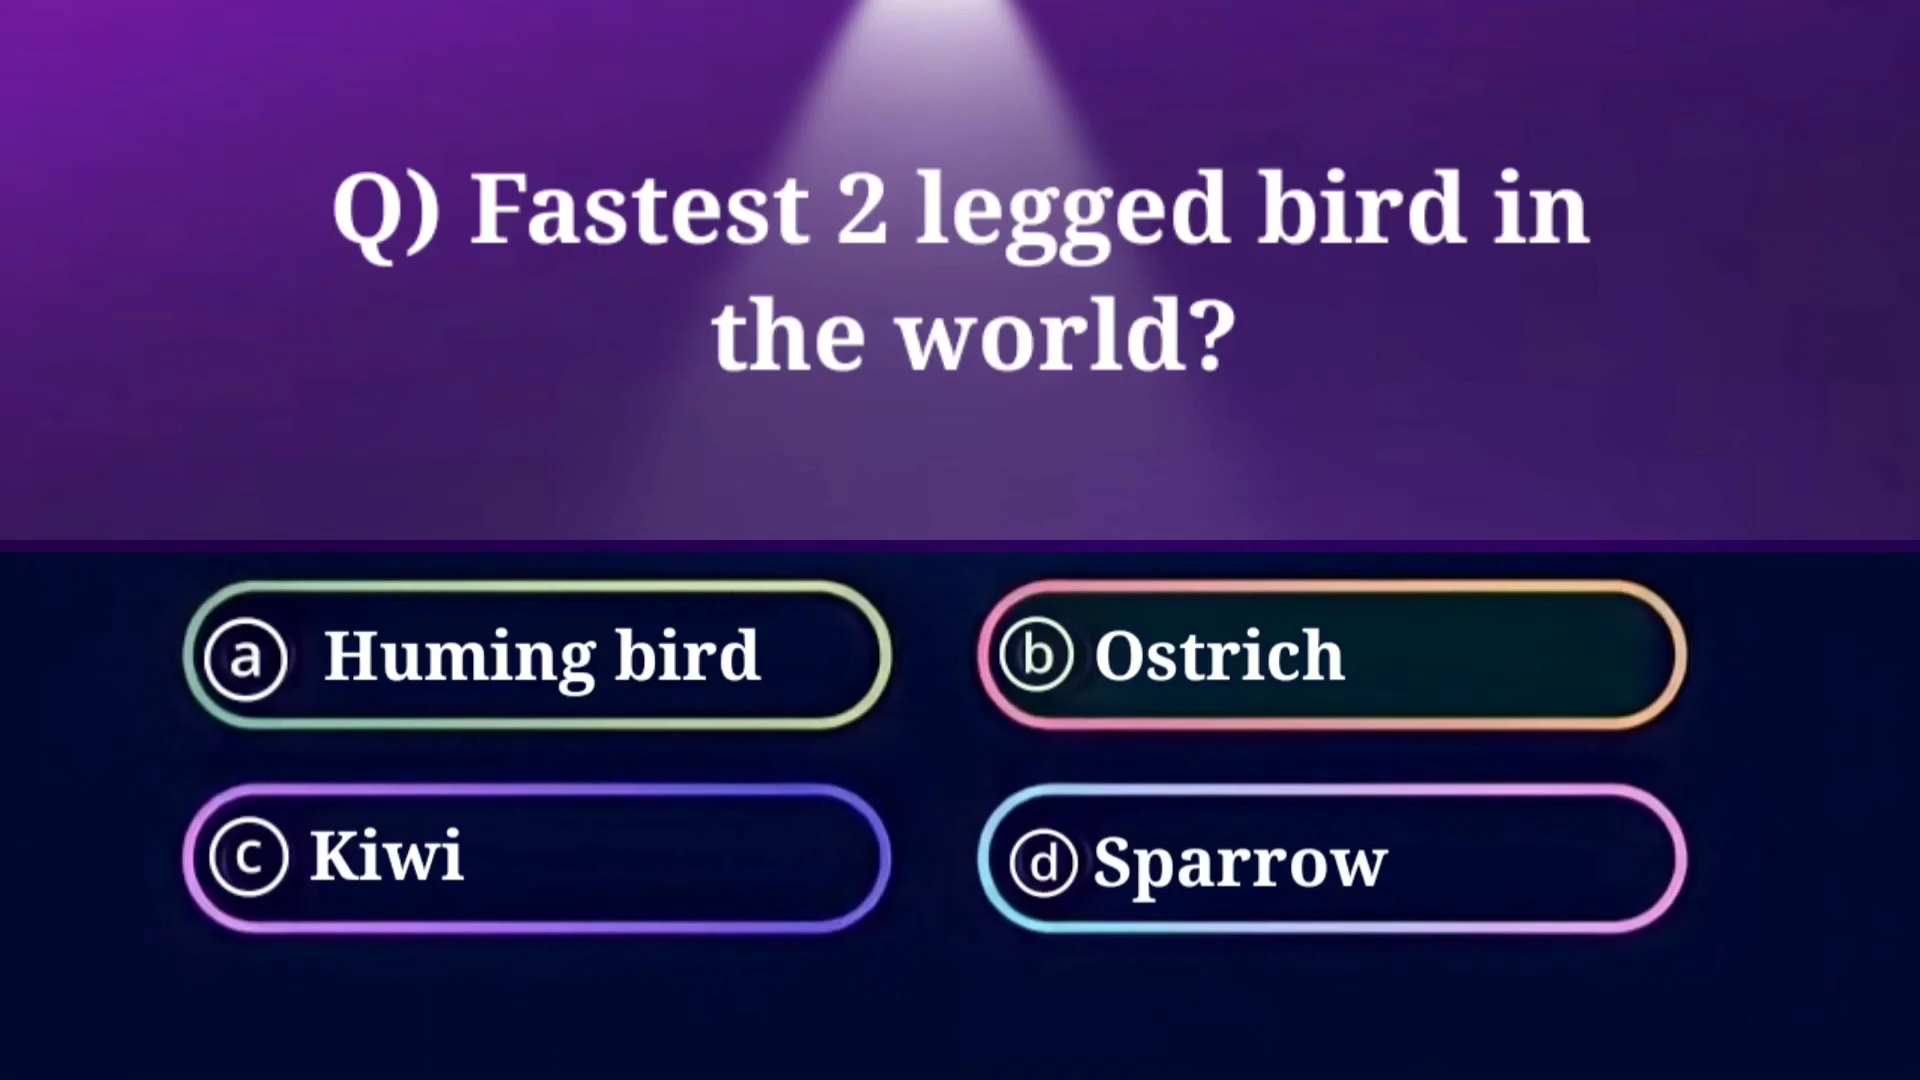 Q) Fastest 2 legged bird in
the world?
ⓐ Huming bird
ⓑ Ostrich
ⓒ Kiwi
ⓓ Sparrow